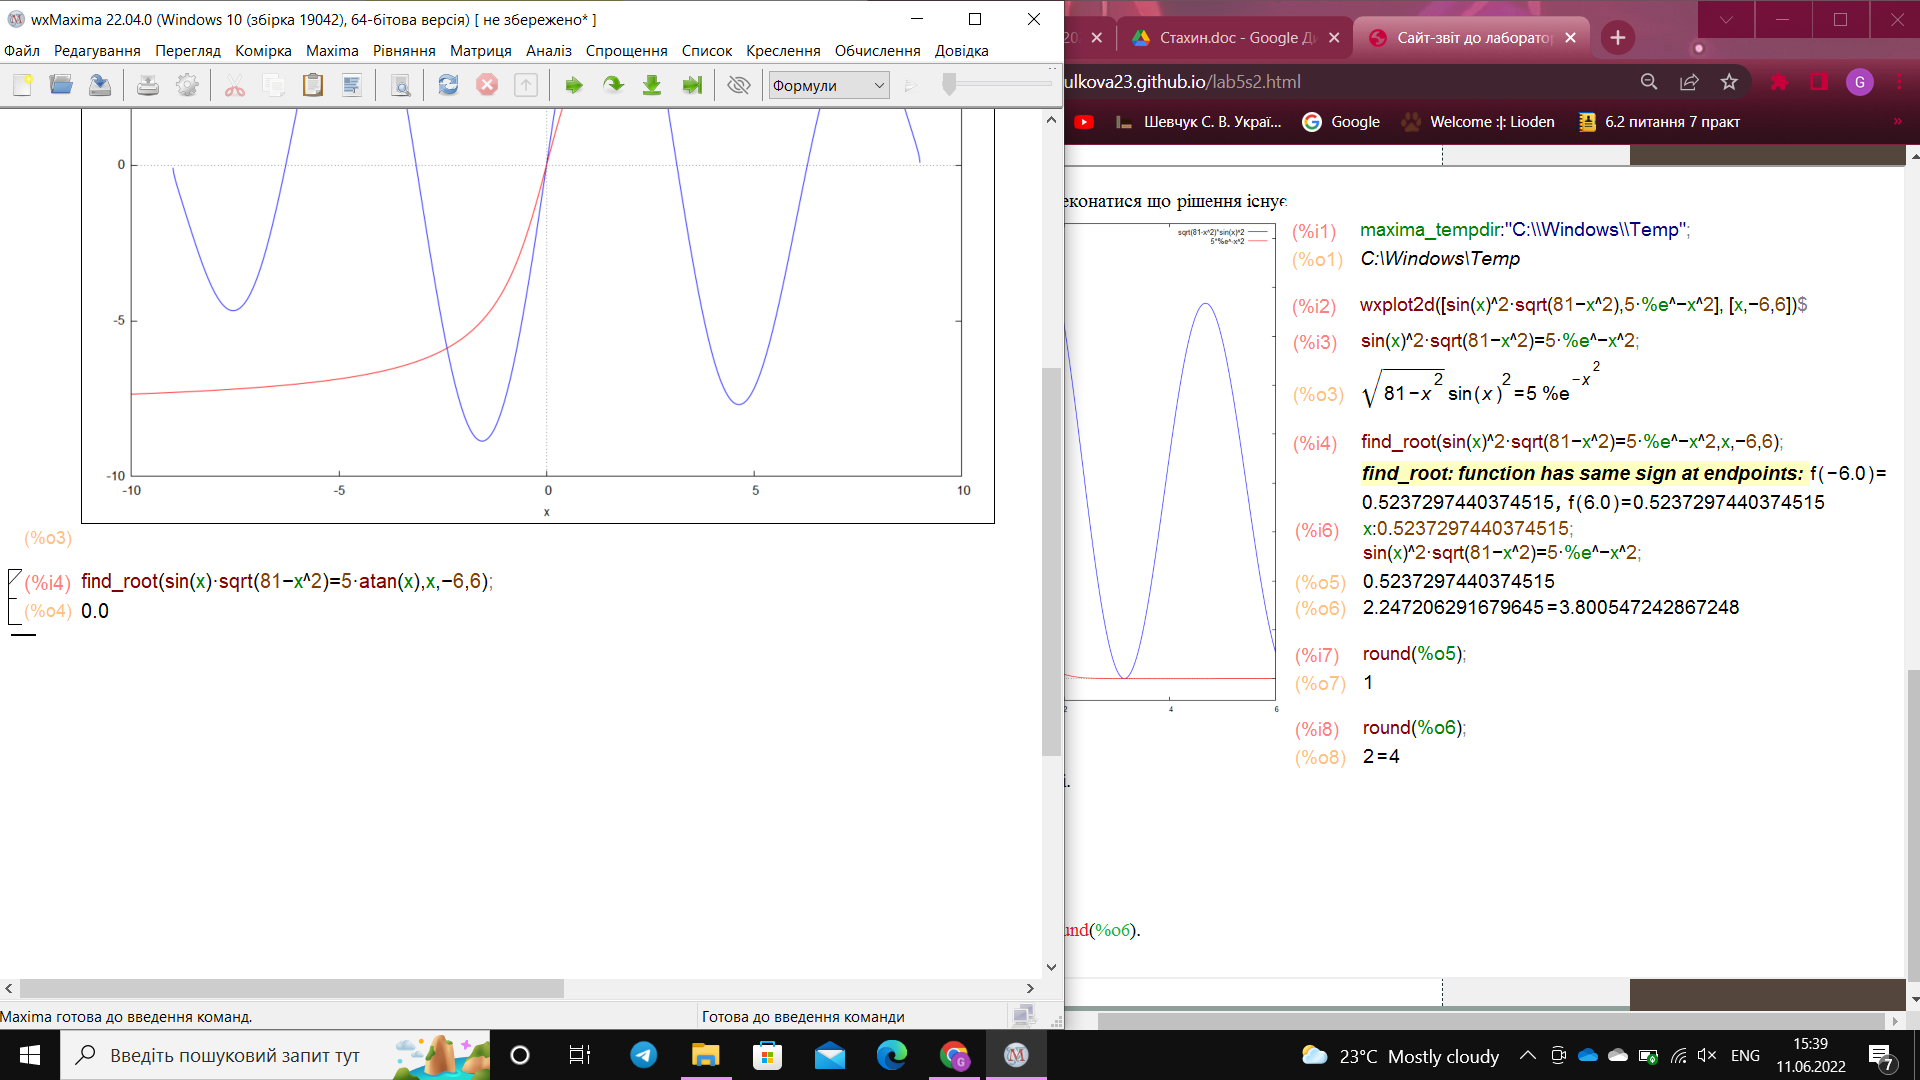 wxMaxima 22.04.0 (Windows 10 (збірка 19042), 64-бітова версія) [ не збережено* ]
Файл Редагування Перегляд Комірка Maxima Рівняння Матриця Аналіз Спрощення Список Креслення Обчислення Довідка
Формули
0
-5
-10
-10 -5 0 5 10
x
(%o3)
(%i4) find_root(sin(x)·sqrt(81−x^2)=5·atan(x),x,−6,6);
(%o4) 0.0
Maxima готова до введення команд.
Готова до введення команди
Стахин.doc - Google Ди
Сайт-звіт до лаборато
ulkova23.github.io/lab5s2.html
G
Шевчук С. В. Украї...
Google
Welcome :|: Lioden
6.2 питання 7 практ
»
еконатися що рішення існує
sqrt(81-x^2)*sin(x)^2
5*%e^-x^2
2 4 6
(%i1) maxima_tempdir:"C:\\Windows\\Temp";
(%o1) C:\Windows\Temp
(%i2) wxplot2d([sin(x)^2·sqrt(81−x^2),5·%e^−x^2], [x,−6,6])$
(%i3) sin(x)^2·sqrt(81−x^2)=5·%e^−x^2;
(%o3) √81−x^2 sin(x)^2=5 %e^−x^2
(%i4) find_root(sin(x)^2·sqrt(81−x^2)=5·%e^−x^2,x,−6,6);
find_root: function has same sign at endpoints: f(−6.0)=
0.5237297440374515, f(6.0)=0.5237297440374515
(%i6) x:0.5237297440374515;
sin(x)^2·sqrt(81−x^2)=5·%e^−x^2;
(%o5) 0.5237297440374515
(%o6) 2.247206291679645=3.800547242867248
(%i7) round(%o5);
(%o7) 1
(%i8) round(%o6);
(%o8) 2=4
і.
und(%o6).
Введіть пошуковий запит тут
23°C Mostly cloudy
ENG
15:39
11.06.2022
7